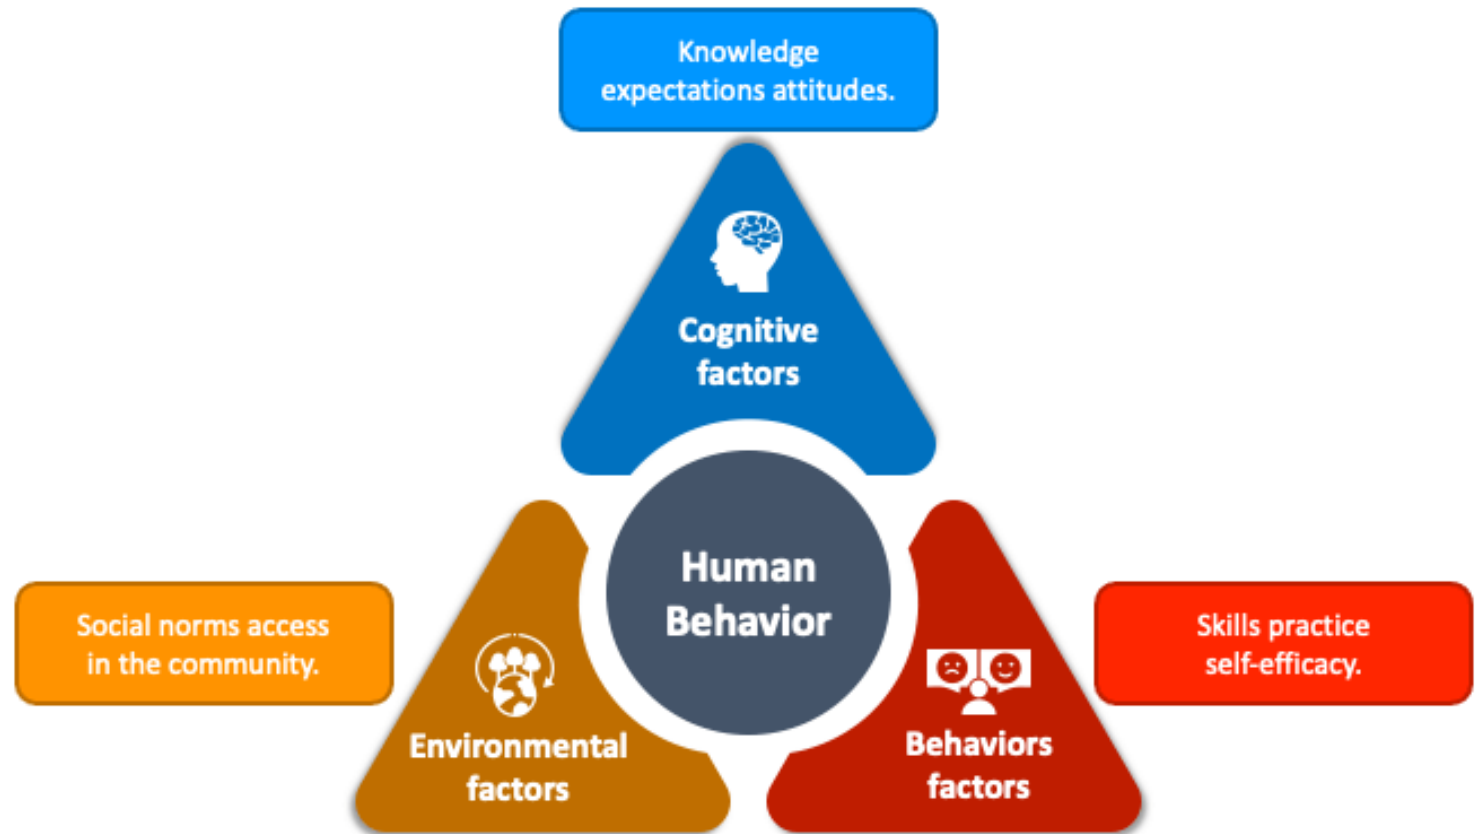 Knowledge
expectations attitudes.
Cognitive
factors
Human
Behavior
Social norms access
in the community.
Skills practice
self-efficacy.
Environmental
factors
Behaviors
factors